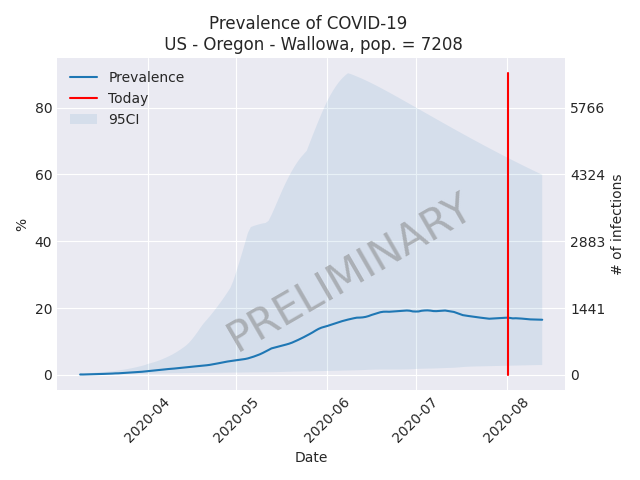 Prevalence of COVID-19
US - Oregon - Wallowa, pop. = 7208
Prevalence
Today
95CI
80
60
40
20
0
%
5766
4324
2883
1441
0
# of infections
PRELIMINARY
2020-04
2020-05
2020-06
2020-07
2020-08
Date